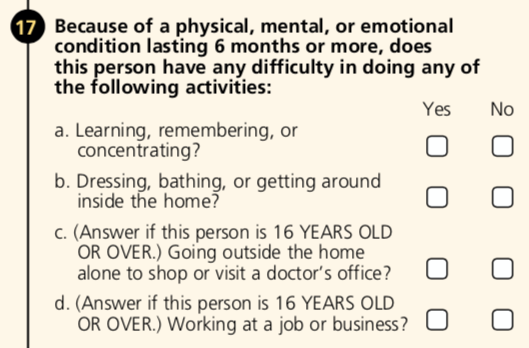 17 Because of a physical, mental, or emotional
condition lasting 6 months or more, does
this person have any difficulty in doing any of
the following activities:
Yes No
a. Learning, remembering, or
concentrating?
b. Dressing, bathing, or getting around
inside the home?
c. (Answer if this person is 16 YEARS OLD
OR OVER.) Going outside the home
alone to shop or visit a doctor's office?
d. (Answer if this person is 16 YEARS OLD
OR OVER.) Working at a job or business?